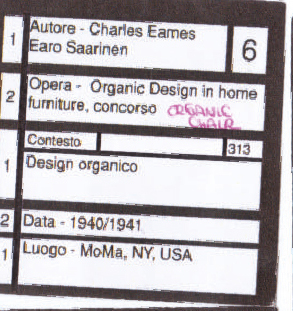 1 Autore - Charles Eames
Earo Saarinen
6
2 Opera - Organic Design in home
furniture, concorso ORGANIC
CHAIR
Contesto 313
1 Design organico
2 Data - 1940/1941
1 Luogo - MoMa, NY, USA